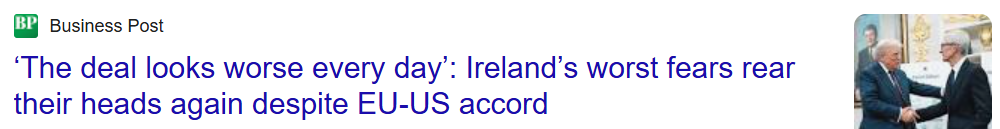 BP
Business Post
‘The deal looks worse every day’: Ireland’s worst fears rear
their heads again despite EU-US accord